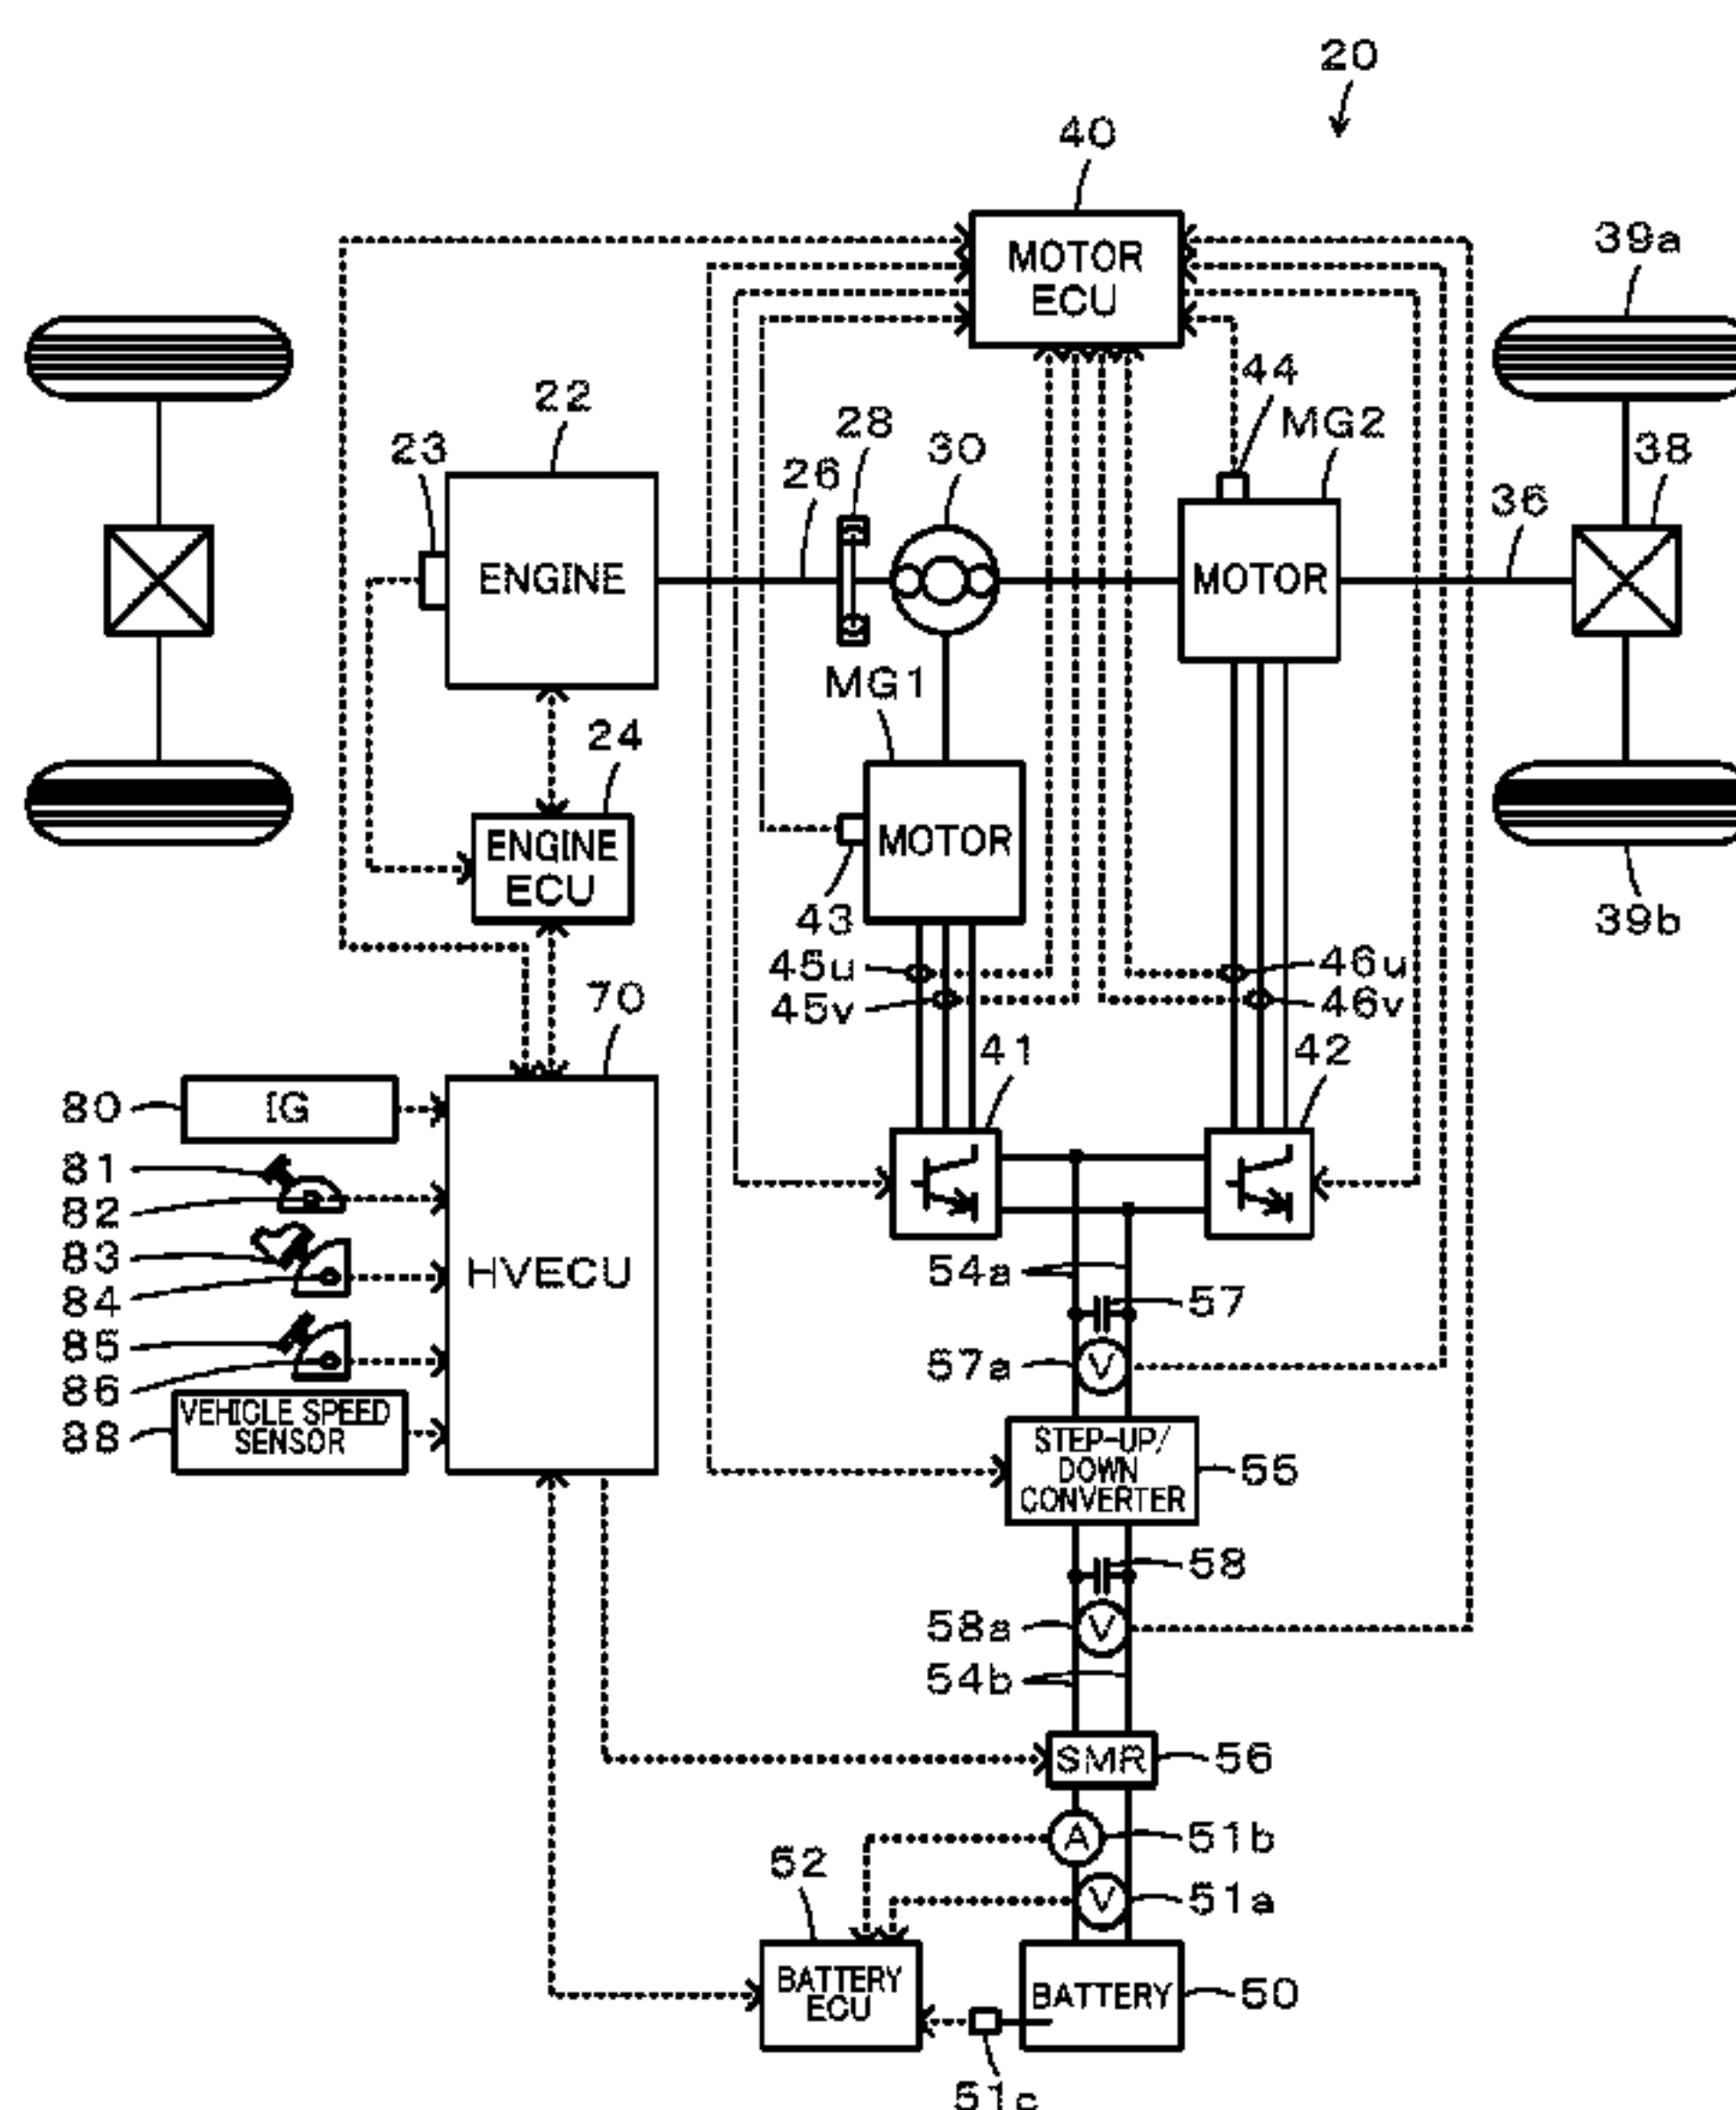 20
40
MOTOR
ECU
39a
44
22
28
MG2
23
26
30
36
38
ENGINE
MOTOR
MG1
24
ENGINE
ECU
MOTOR
43
39b
45u
46u
45v
46v
70
41
42
80
IG
81
82
83
84
85
86
88
VEHICLE SPEED
SENSOR
HVECU
54a
57
57a
STEP-UP/
DOWN
CONVERTER
55
58
58a
54b
SMR
56
A
51b
52
V
51a
V
V
BATTERY
ECU
BATTERY
50
51c